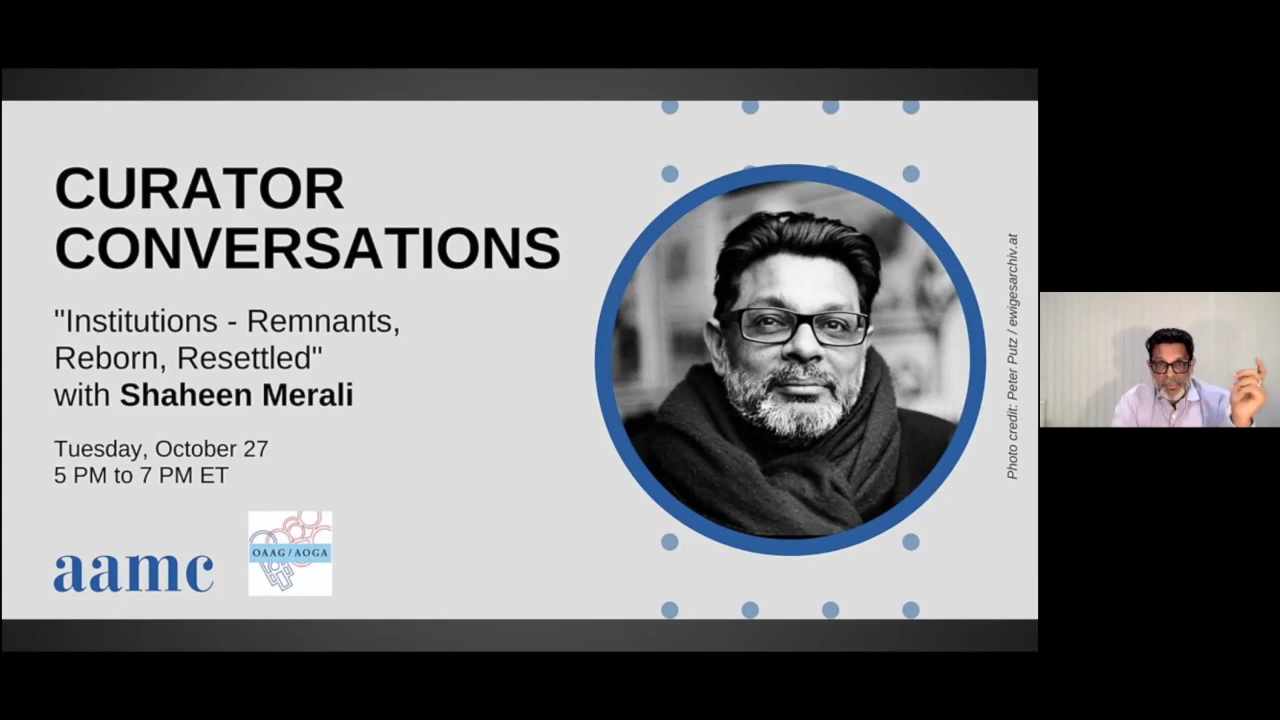 CURATOR
CONVERSATIONS
"Institutions - Remnants,
Reborn, Resettled"
with Shaheen Merali
Tuesday, October 27
5 PM to 7 PM ET
aamc
OAAG/AOGA
Photo credit: Peter Putz / ewigesarchiv.at